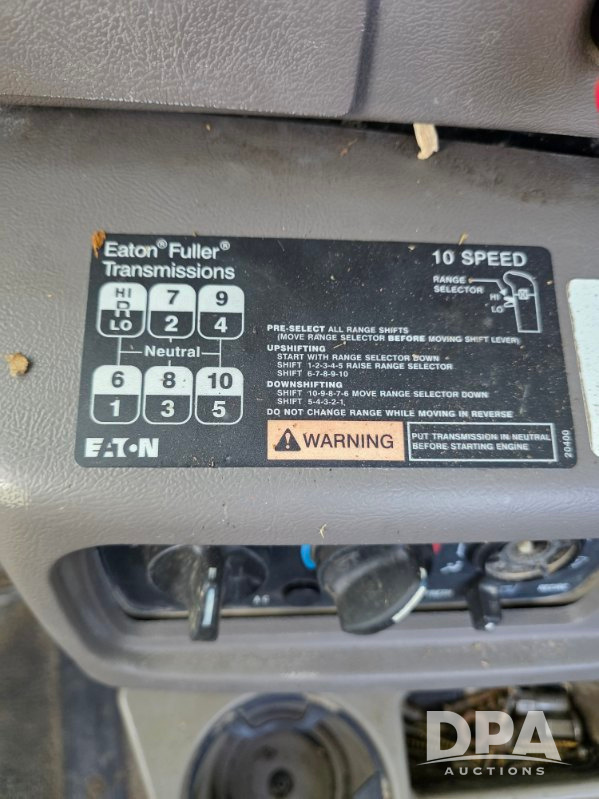 Eaton® Fuller®
Transmissions
10 SPEED
RANGE
SELECTOR
HI
LO
HI
R
LO
7
2
9
4
Neutral
6
1
8
3
10
5
PRE-SELECT ALL RANGE SHIFTS
(MOVE RANGE SELECTOR BEFORE MOVING SHIFT LEVER)
UPSHIFTING
START WITH RANGE SELECTOR DOWN
SHIFT 1-2-3-4-5 RAISE RANGE SELECTOR
SHIFT 6-7-8-9-10
DOWNSHIFTING
SHIFT 10-9-8-7-6 MOVE RANGE SELECTOR DOWN
SHIFT 5-4-3-2-1,
DO NOT CHANGE RANGE WHILE MOVING IN REVERSE
EATON
WARNING
PUT TRANSMISSION IN NEUTRAL
BEFORE STARTING ENGINE
20400
DPA
AUCTIONS